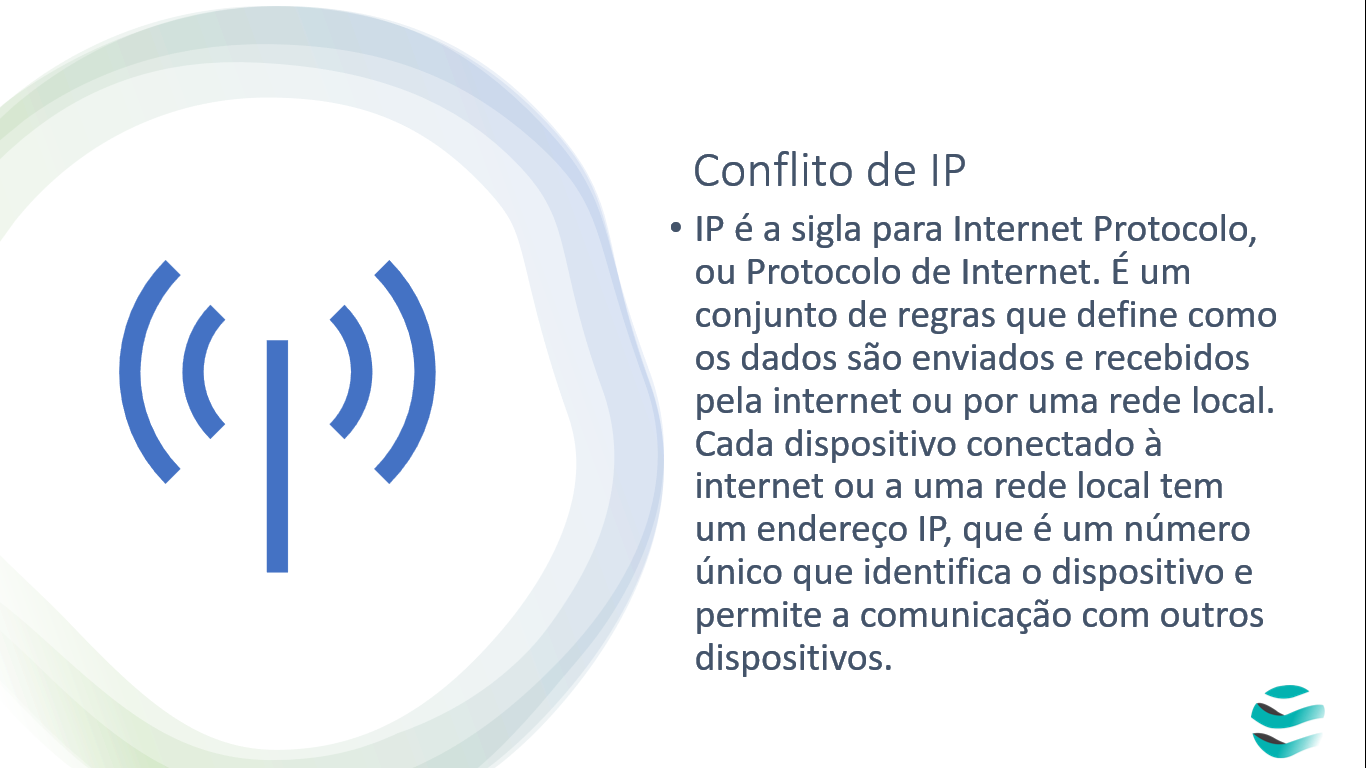 Conflito de IP
• IP é a sigla para Internet Protocolo,
ou Protocolo de Internet. É um
conjunto de regras que define como
os dados são enviados e recebidos
pela internet ou por uma rede local.
Cada dispositivo conectado à
internet ou a uma rede local tem
um endereço IP, que é um número
único que identifica o dispositivo e
permite a comunicação com outros
dispositivos.